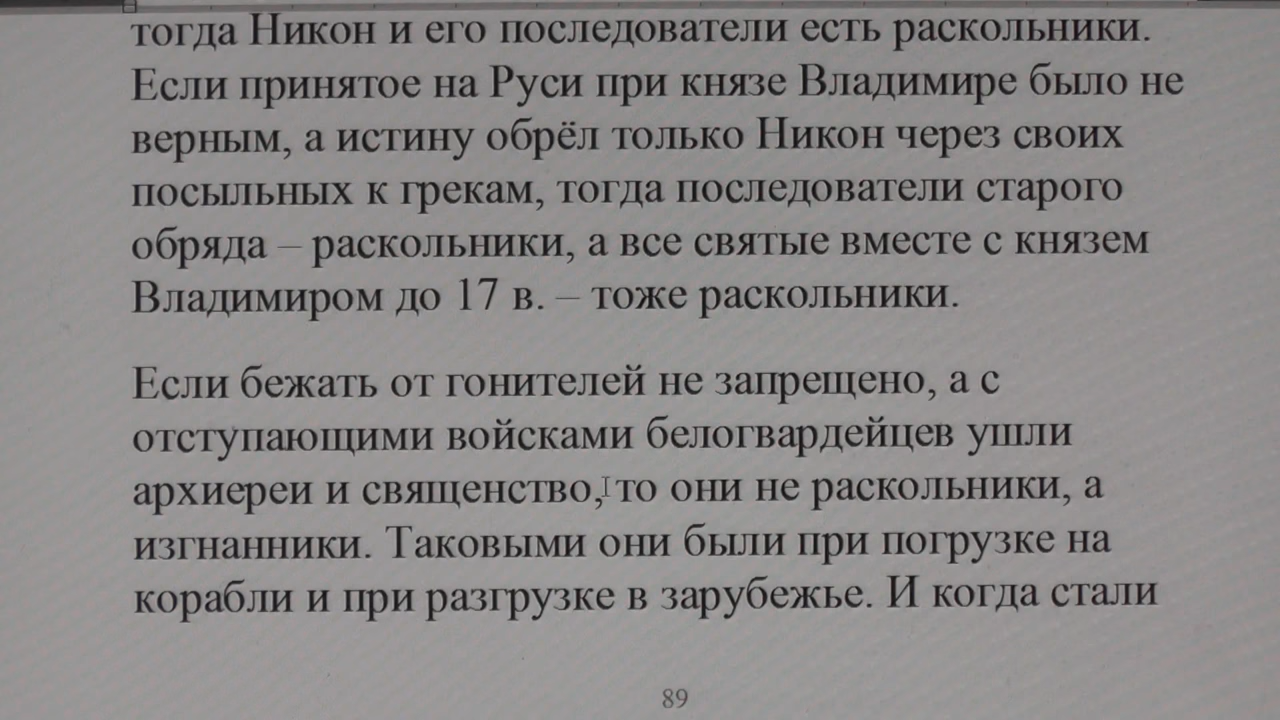 тогда Никон и его последователи есть раскольники.
Если принятое на Руси при князе Владимире было не
верным, а истину обрёл только Никон через своих
посыльных к грекам, тогда последователи старого
обряда – раскольники, а все святые вместе с князем
Владимиром до 17 в. – тоже раскольники.
Если бежать от гонителей не запрещено, а с
отступающими войсками белогвардейцев ушли
архиереи и священство, то они не раскольники, а
изгнанники. Таковыми они были при погрузке на
корабли и при разгрузке в зарубежье. И когда стали
89